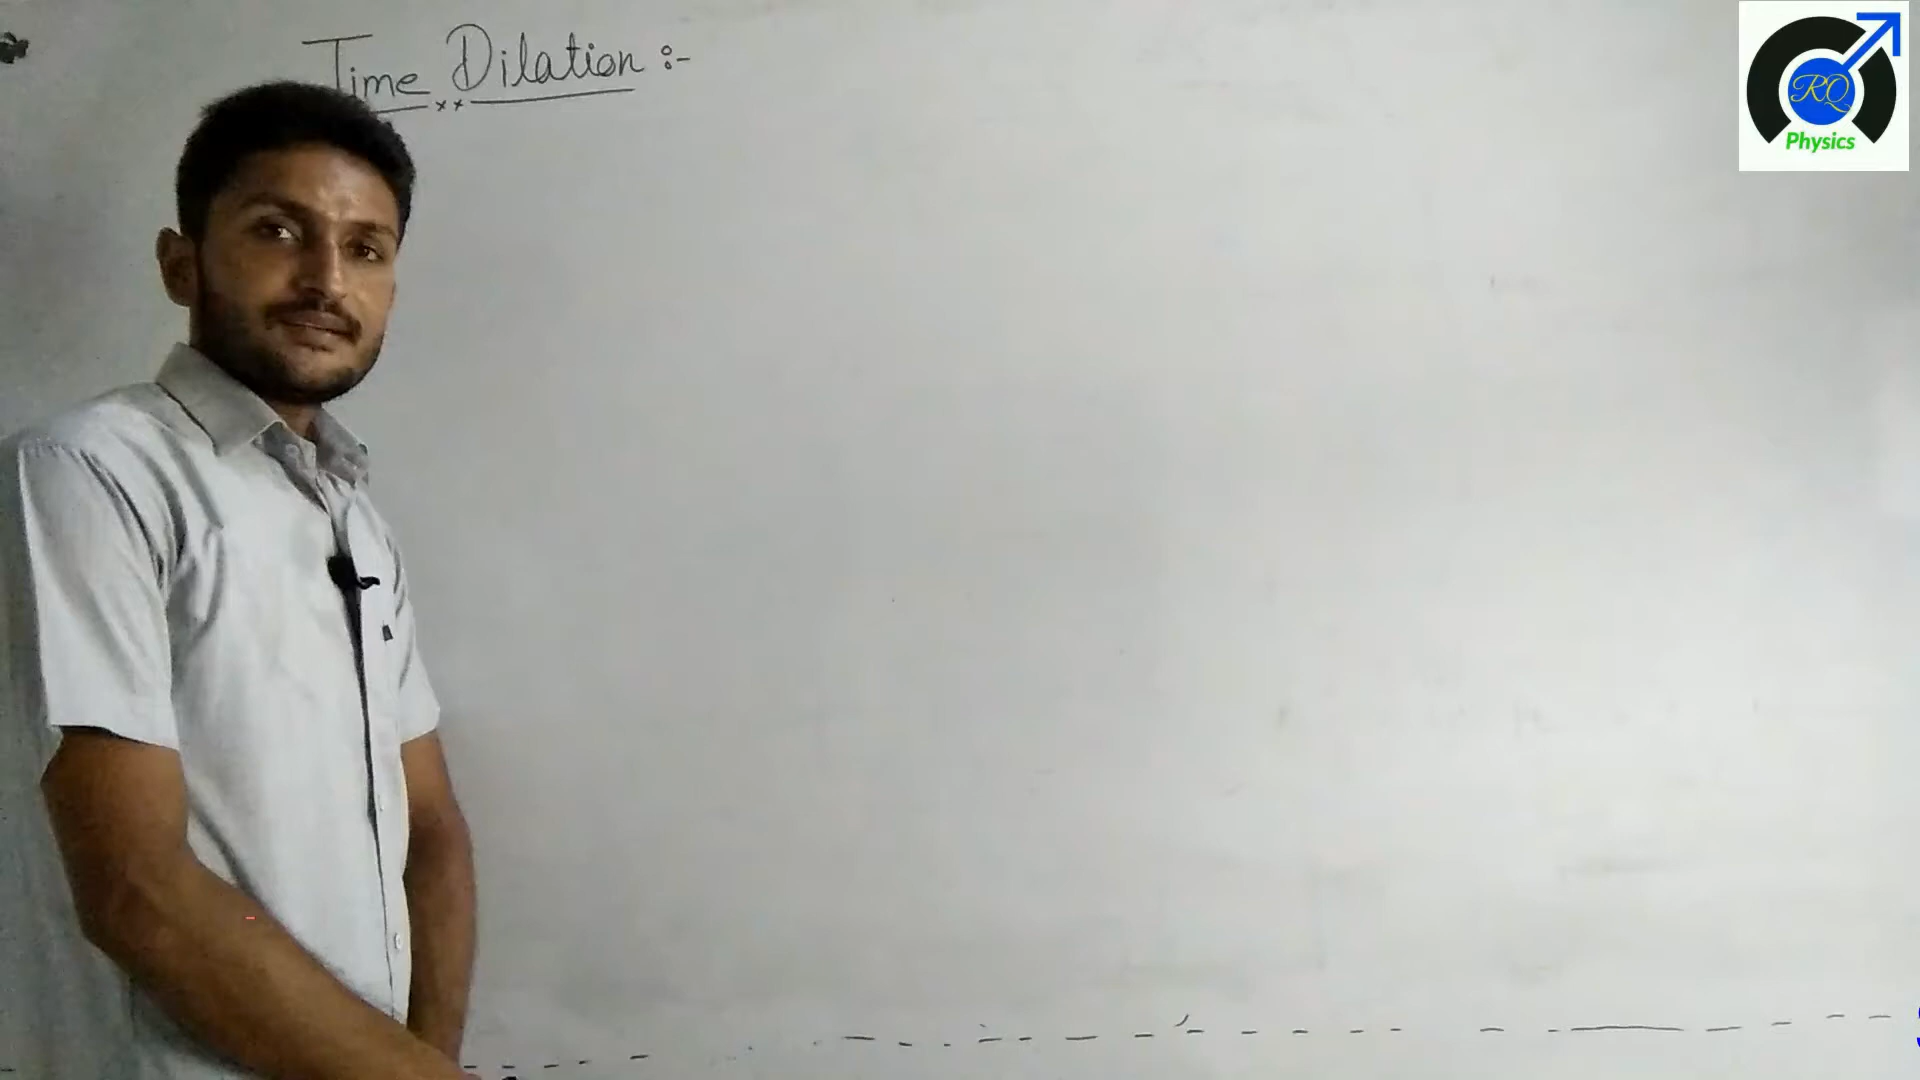 Time Dilation :-
RQ
Physics